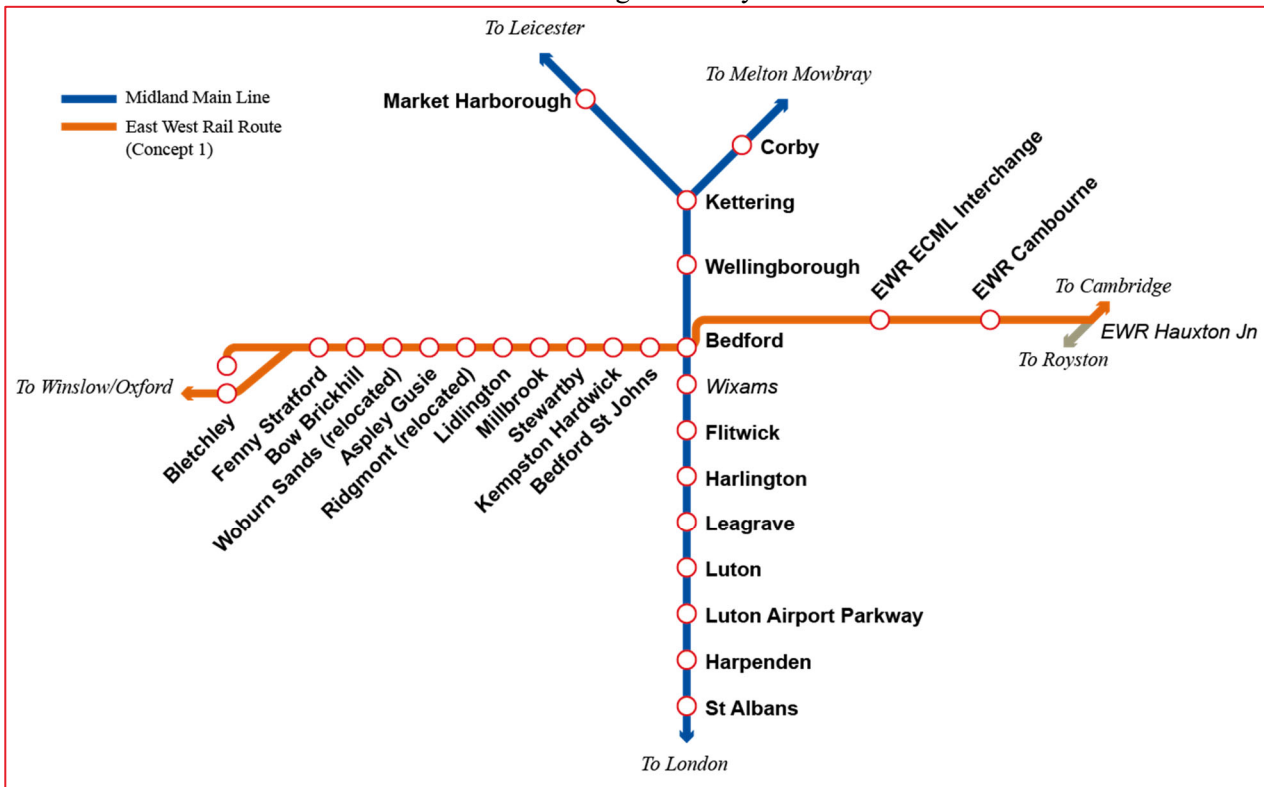 To Leicester
To Melton Mowbray
Midland Main Line
East West Rail Route
(Concept 1)
Market Harborough
Corby
Kettering
Wellingborough
EWR ECML Interchange
EWR Cambourne
To Cambridge
EWR Hauxton Jn
To Royston
Bedford
To Winslow/Oxford
Bletchley
Fenny Stratford
Bow Brickhill
Woburn Sands (relocated)
Aspley Gusie
Ridgmont (relocated)
Lidlington
Millbrook
Stewartby
Kempston Hardwick
Bedford St Johns
Wixams
Flitwick
Harlington
Leagrave
Luton
Luton Airport Parkway
Harpenden
St Albans
To London